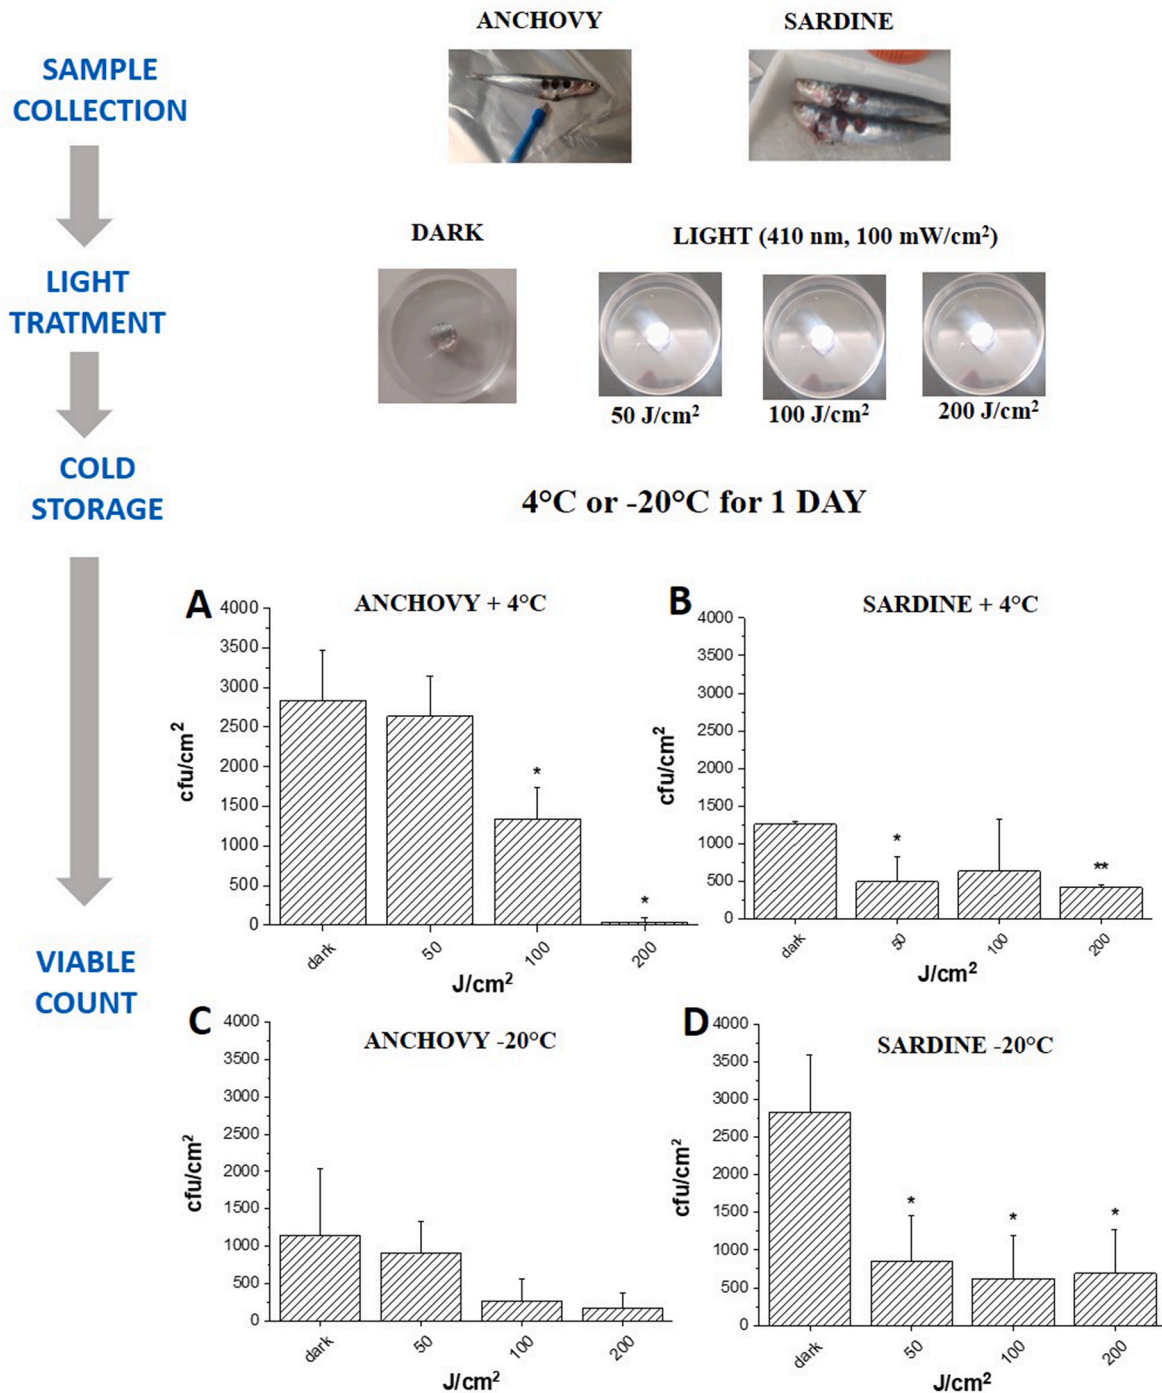 ANCHOVY
SARDINE
SAMPLE
COLLECTION
DARK
LIGHT (410 nm, 100 mW/cm²)
LIGHT
TRATMENT
50 J/cm²
100 J/cm²
200 J/cm²
COLD
STORAGE
4°C or -20°C for 1 DAY
A
ANCHOVY + 4°C
4000
3500
3000
2500
2000
1500
1000
500
0
cfu/cm²
*
*
dark
50
100
200
J/cm²
B
SARDINE + 4°C
4000
3500
3000
2500
2000
1500
1000
500
0
cfu/cm²
*
**
dark
50
100
200
J/cm²
VIABLE
COUNT
C
ANCHOVY -20°C
4000
3500
3000
2500
2000
1500
1000
500
0
cfu/cm²
dark
50
100
200
J/cm²
D
SARDINE -20°C
4000
3500
3000
2500
2000
1500
1000
500
0
cfu/cm²
*
*
*
dark
50
100
200
J/cm²